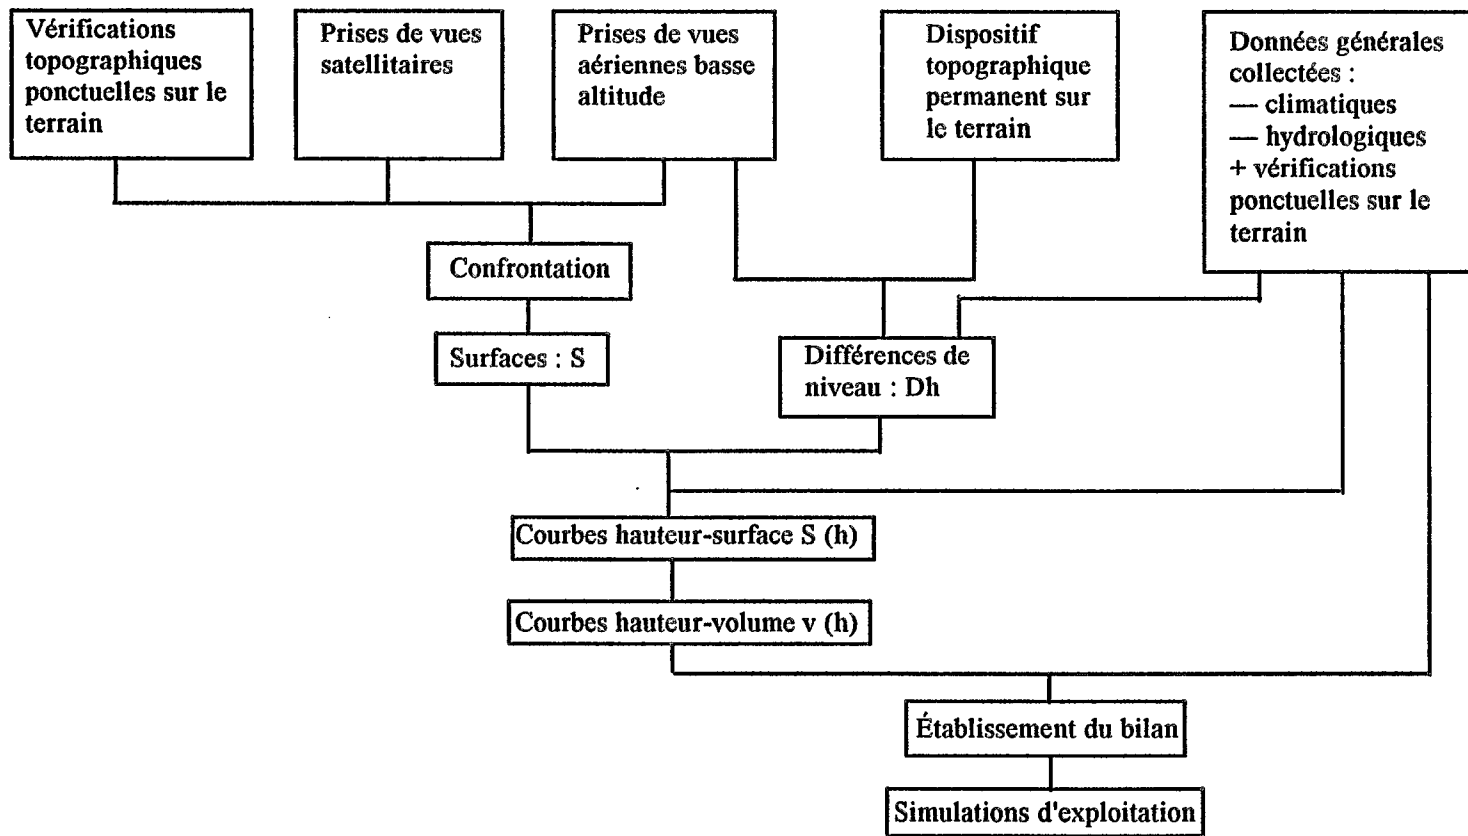 Vérifications
topographiques
ponctuelles sur le
terrain
Prises de vues
satellitaires
Prises de vues
aériennes basse
altitude
Dispositif
topographique
permanent sur
le terrain
Données générales
collectées :
— climatiques
— hydrologiques
+ vérifications
ponctuelles sur le
terrain
Confrontation
Surfaces : S
Différences de
niveau : Dh
Courbes hauteur-surface S (h)
Courbes hauteur-volume v (h)
Établissement du bilan
Simulations d'exploitation